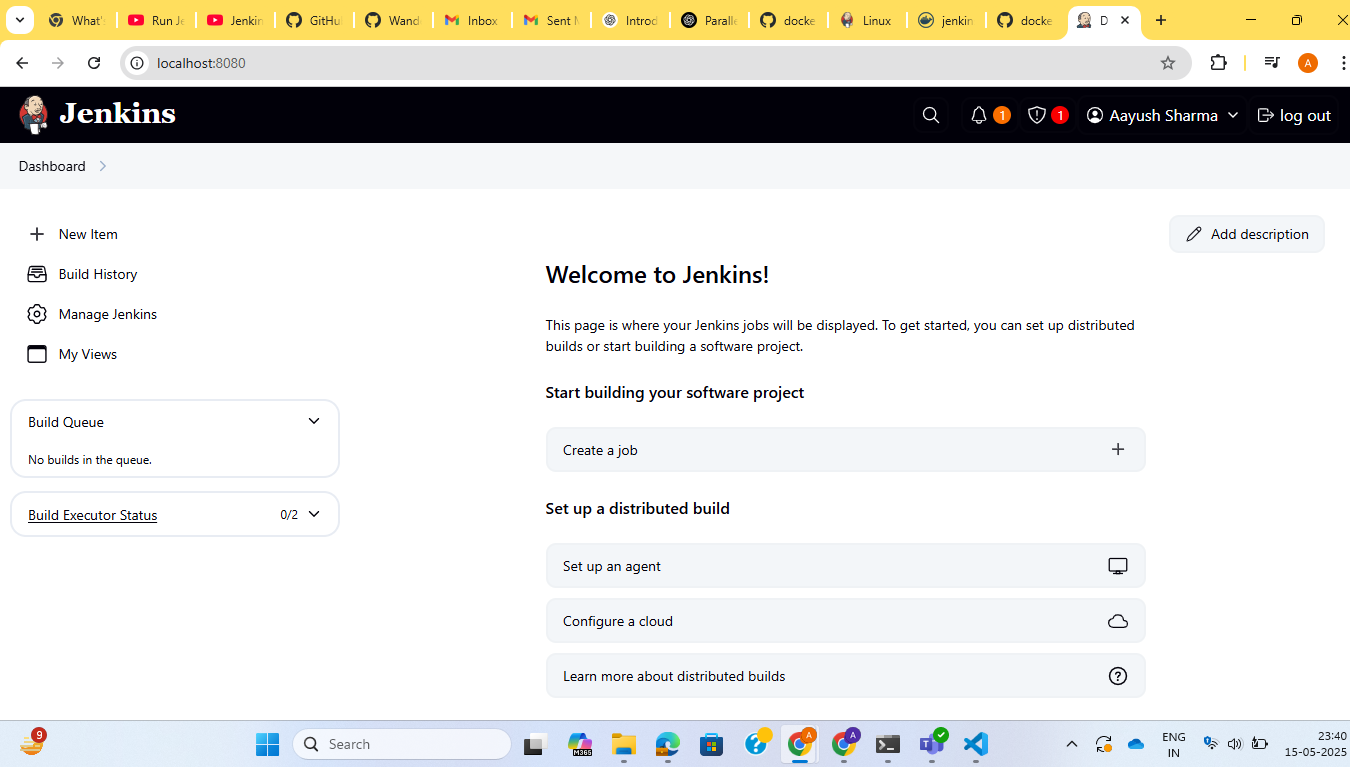 What's
Run Je
Jenkin
GitHu
Wand
Inbox
Sent M
Introd
Paralle
docke
Linux
jenkin
docke
D
localhost:8080
A
Jenkins
1
1
Aayush Sharma
log out
Dashboard
New Item
Build History
Manage Jenkins
My Views
Build Queue
No builds in the queue.
Build Executor Status 0/2
Add description
Welcome to Jenkins!
This page is where your Jenkins jobs will be displayed. To get started, you can set up distributed
builds or start building a software project.
Start building your software project
Create a job
Set up a distributed build
Set up an agent
Configure a cloud
Learn more about distributed builds
9
Search
M365
A
A
ENG
IN
23:40
15-05-2025